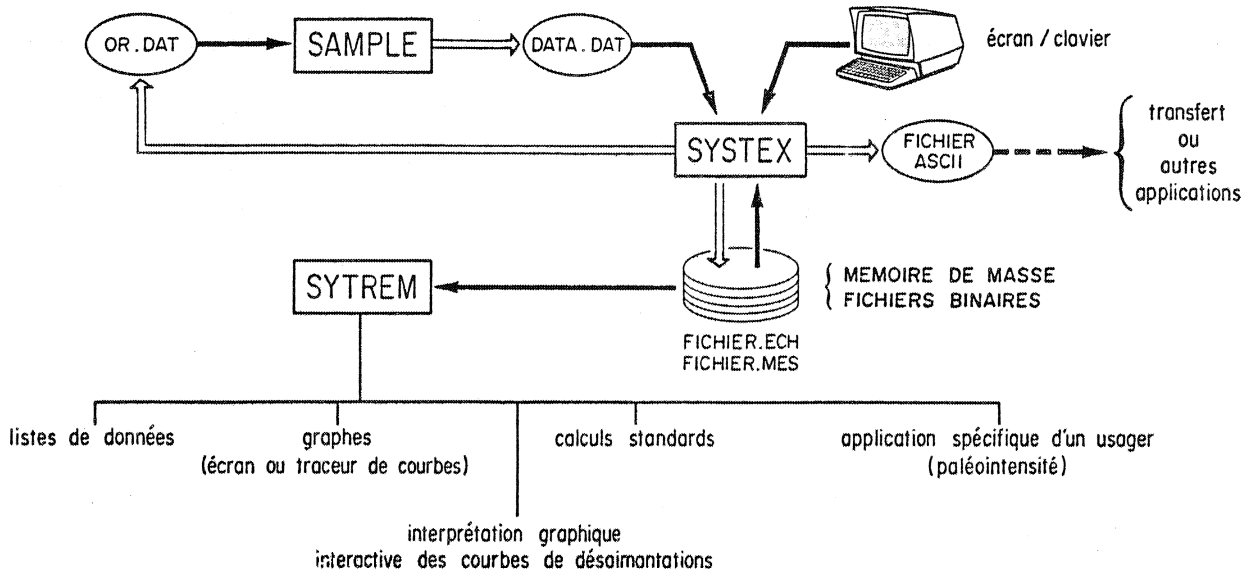 OR.DAT
SAMPLE
DATA.DAT
écran / clavier
SYSTEX
FICHIER
ASCII
transfert
ou
autres
applications
SYTREM
MEMOIRE DE MASSE
FICHIERS BINAIRES
FICHIER.ECH
FICHIER.MES
listes de données
graphes
(écran ou traceur de courbes)
calculs standards
application spécifique d'un usager
(paléointensité)
interprétation graphique
interactive des courbes de désaimantations